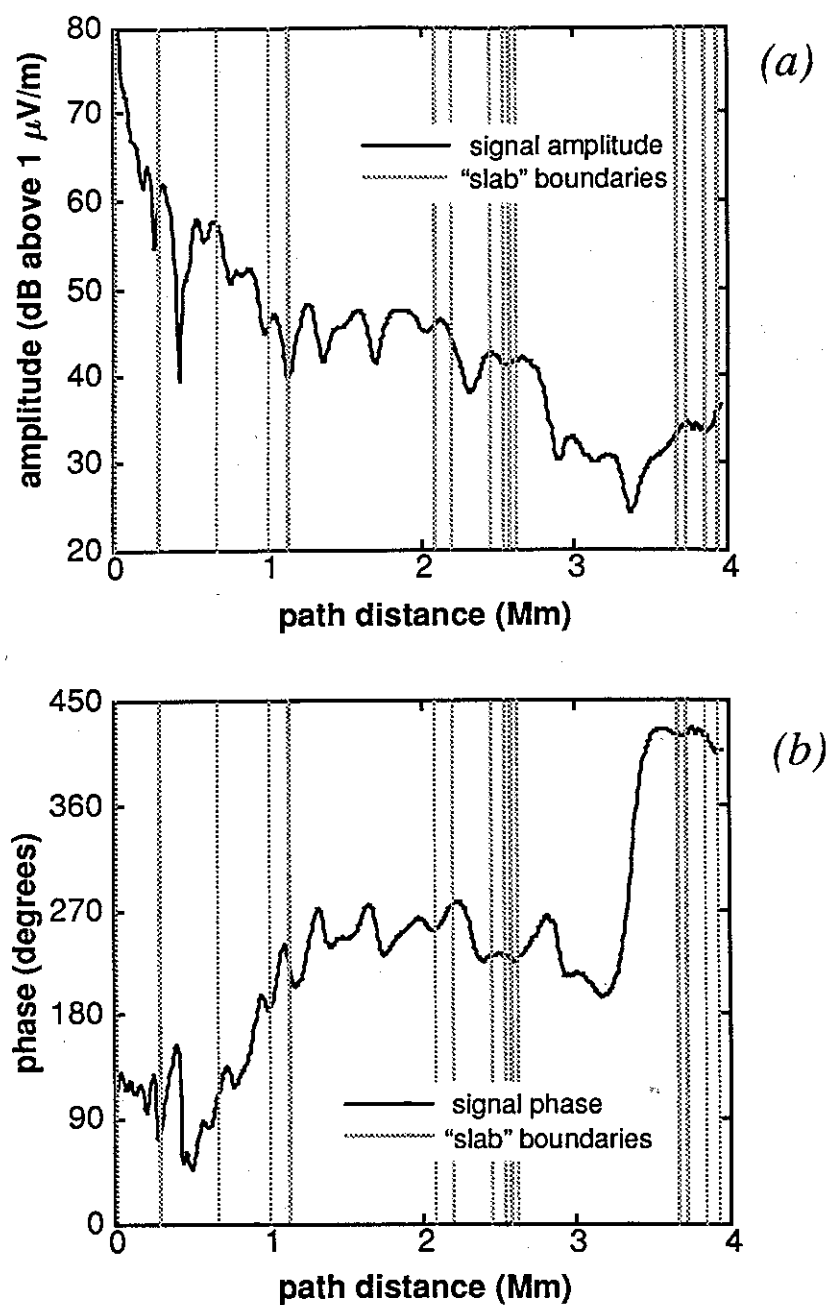 (a)
amplitude (dB above 1 μV/m)
80
70
60
50
40
30
20
signal amplitude
"slab" boundaries
0 1 2 3 4
path distance (Mm)
(b)
phase (degrees)
450
360
270
180
90
0
signal phase
"slab" boundaries
0 1 2 3 4
path distance (Mm)